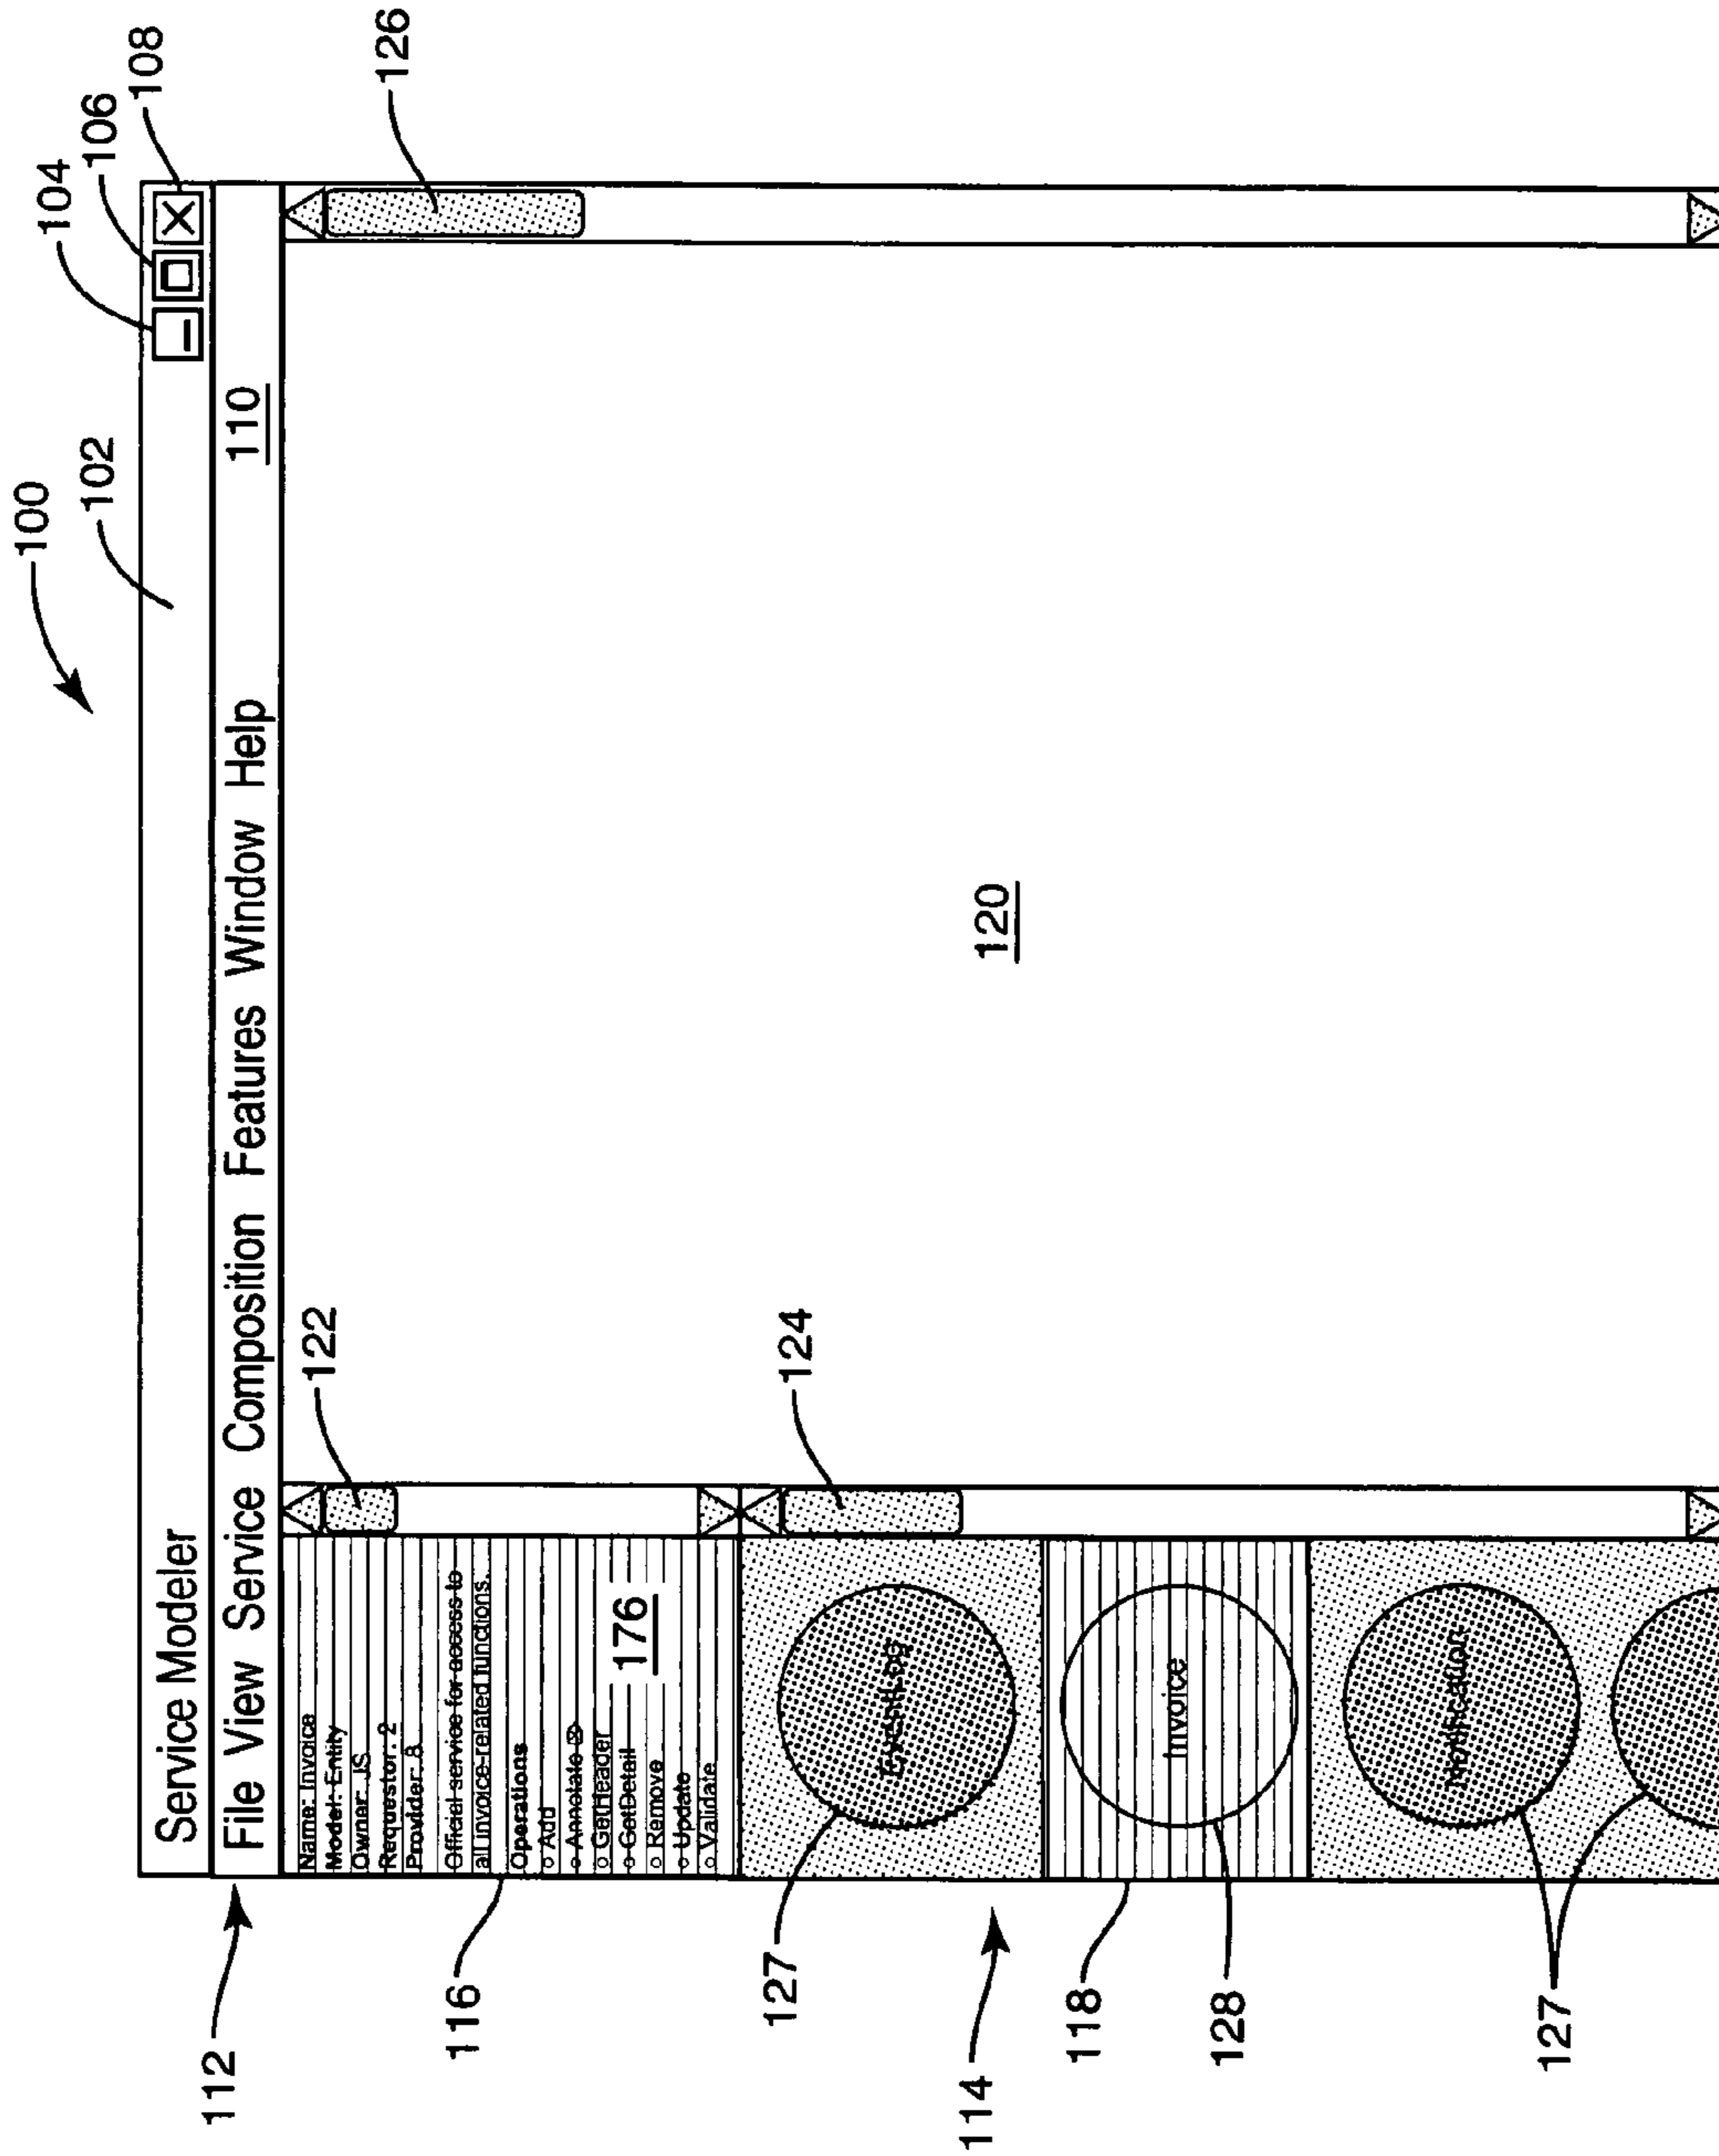 100
102
104
106
108
Service Modeler
112
File View Service Composition Features Window Help
110
126
122
Name: Invoice
Model: Entity
Owner: JS
Requestor: 2
Provider: 8
Official service for access to
all invoice-related functions.
Operations
o Add
o Annotate
o GetHeader
o GetDetail
o Remove
o Update
o Validate
176
116
124
120
127
EventLog
114
118
Invoice
128
Notification
127